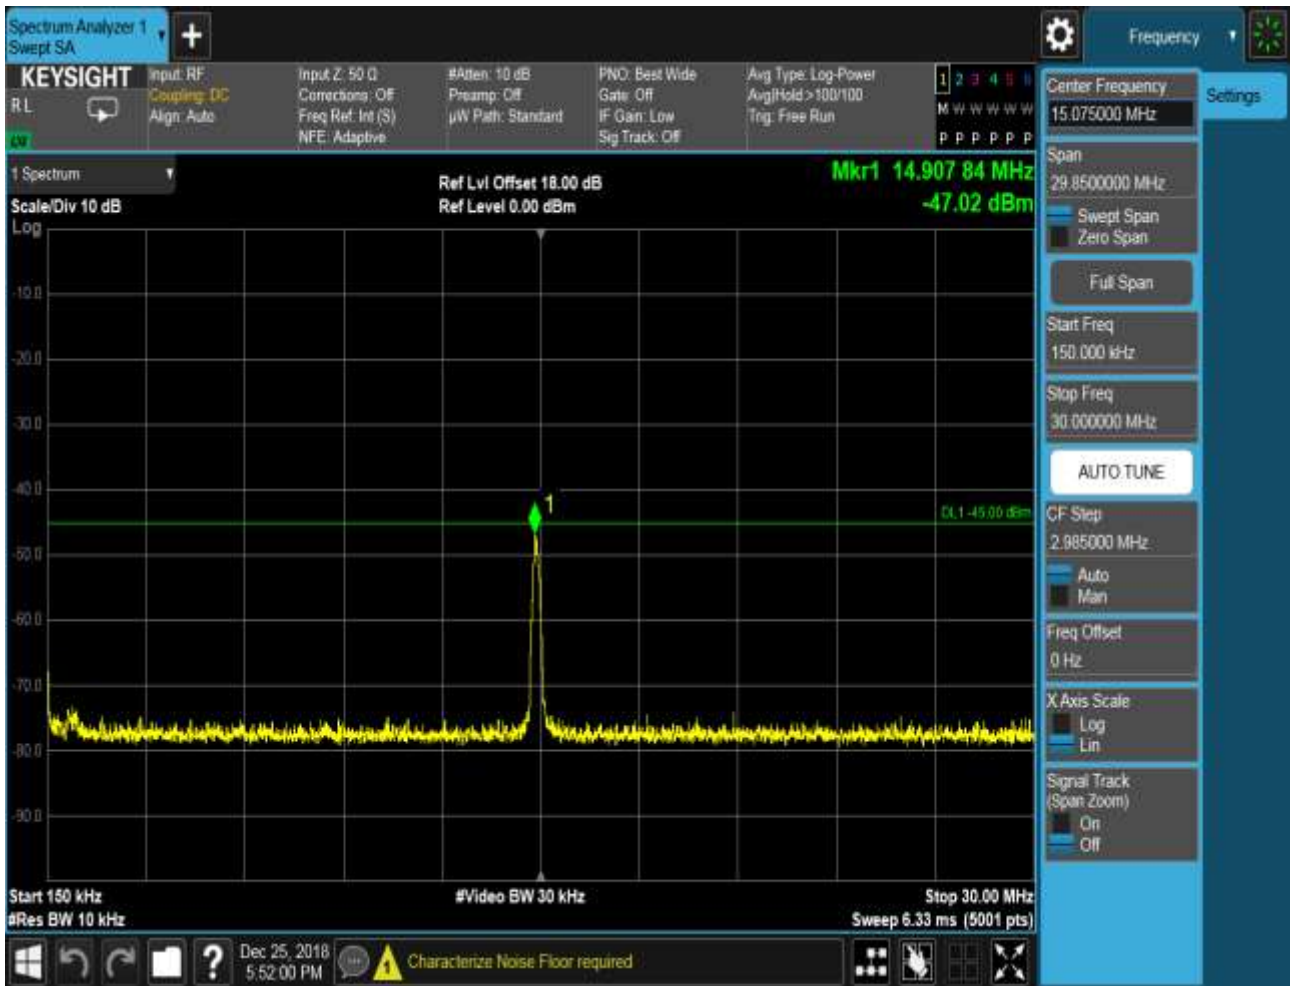 Spectrum Analyzer 1
Swept SA
+
Frequency
KEYSIGHT
R L
Input: RF
Coupling: DC
Align: Auto
Input Z: 50 Ω
Corrections: Off
Freq Ref: Int (S)
NFE: Adaptive
#Atten: 10 dB
Preamp: Off
µW Path: Standard
PNO: Best Wide
Gate: Off
IF Gain: Low
Sig Track: Off
Avg Type: Log-Power
Avg|Hold:>100/100
Trig: Free Run
1 2 3 4 5 6
M W W W W W
P P P P P P
1 Spectrum
Scale/Div 10 dB
Ref Lvl Offset 18.00 dB
Ref Level 0.00 dBm
Mkr1 14.907 84 MHz
-47.02 dBm
Log
-10.0
-20.0
-30.0
-40.0
-50.0
-60.0
-70.0
-80.0
-90.0
1
DL1 -45.00 dBm
Start 150 kHz
#Res BW 10 kHz
#Video BW 30 kHz
Stop 30.00 MHz
Sweep 6.33 ms (5001 pts)
Center Frequency
15.075000 MHz
Settings
Span
29.8500000 MHz
Swept Span
Zero Span
Full Span
Start Freq
150.000 kHz
Stop Freq
30.000000 MHz
AUTO TUNE
CF Step
2.985000 MHz
Auto
Man
Freq Offset
0 Hz
X Axis Scale
Log
Lin
Signal Track
(Span Zoom)
On
Off
?
Dec 25, 2018
5:52:00 PM
1
Characterize Noise Floor required